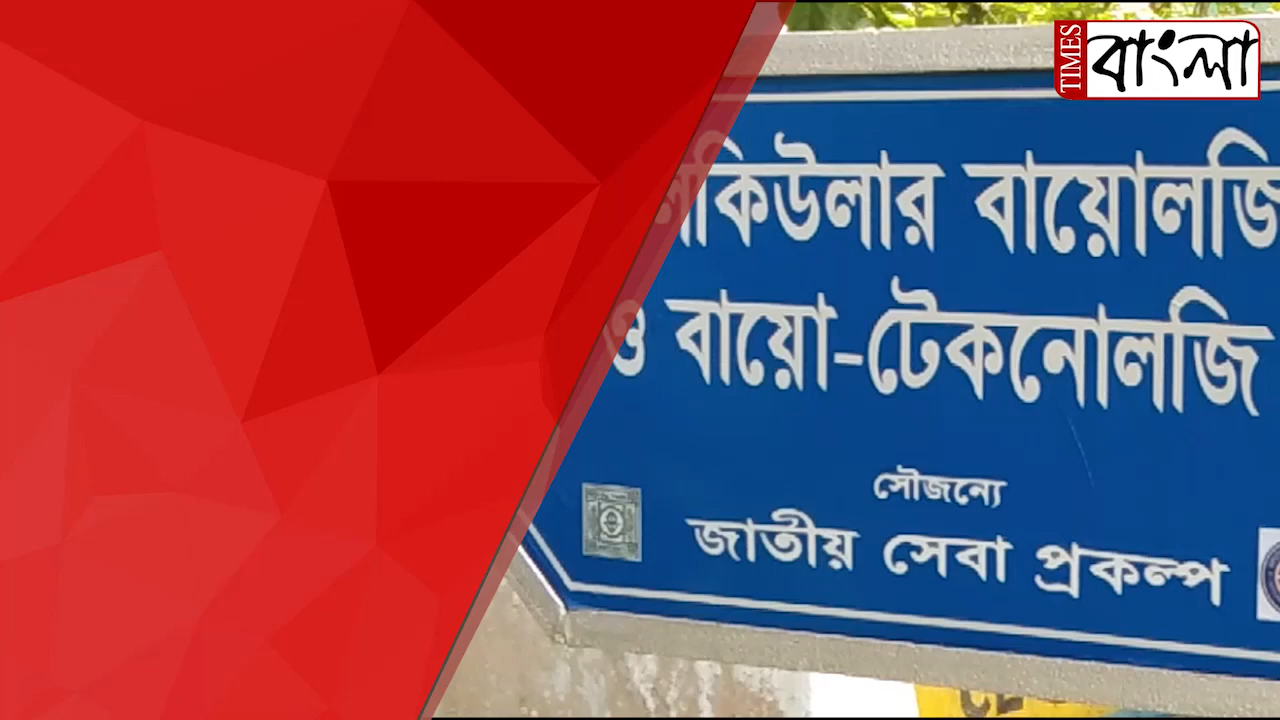 TIMES বাংলা
লেকিউলার বায়োলজি
ও বায়ো-টেকনোলজি
সৌজন্যে
জাতীয় সেবা প্রকল্প